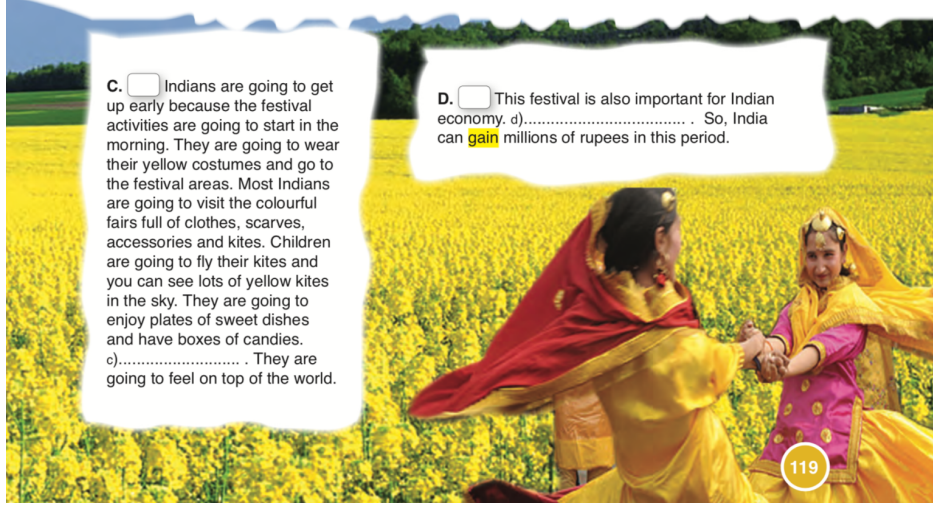 C. Indians are going to get
up early because the festival
activities are going to start in the
morning. They are going to wear
their yellow costumes and go to
the festival areas. Most Indians
are going to visit the colourful
fairs full of clothes, scarves,
accessories and kites. Children
are going to fly their kites and
you can see lots of yellow kites
in the sky. They are going to
enjoy plates of sweet dishes
and have boxes of candies.
c)........................... . They are
going to feel on top of the world.
D. This festival is also important for Indian
economy. d).................................... . So, India
can gain millions of rupees in this period.
119